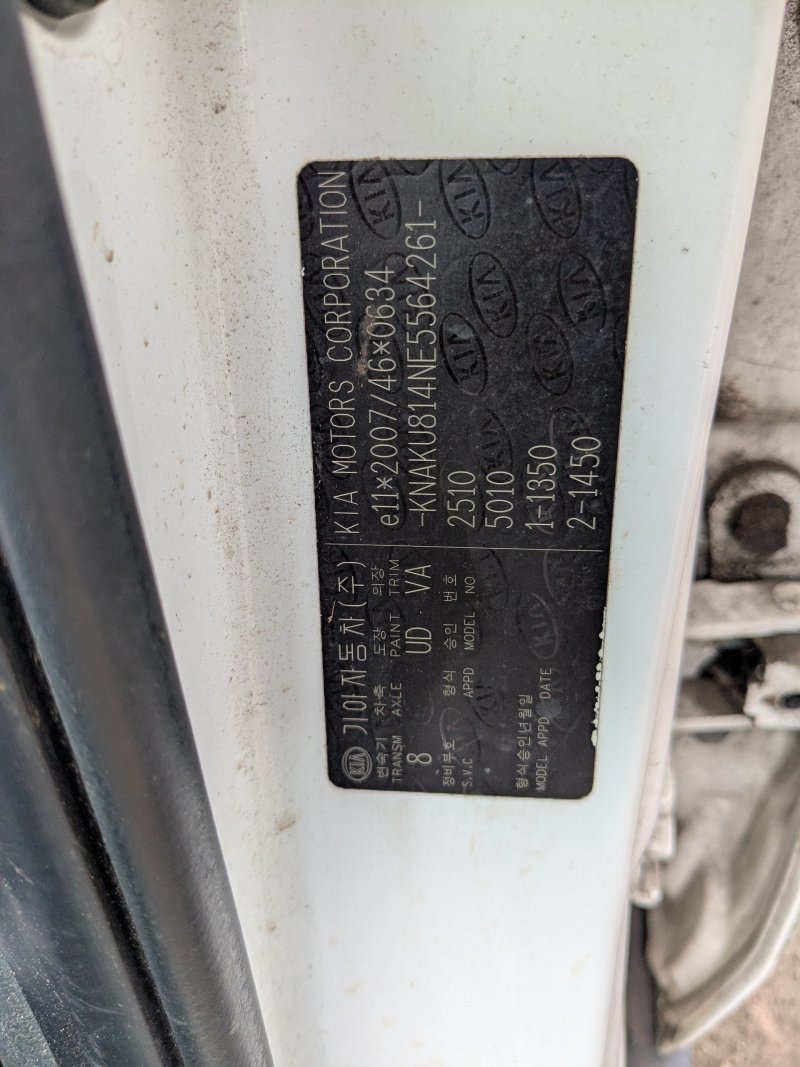 KIA 기아자동차(주) KIA MOTORS CORPORATION
변속기 차축 도장 의장 e11*2007/46*0634
TRANSM AXLE PAINT TRIM
8 UD VA -KNAKU814NE5564261-
정비부호 형식 승인 번호 2510
S.V.C APPD MODEL NO 5010
형식승인년월일 1-1350
MODEL APPD DATE 2-1450